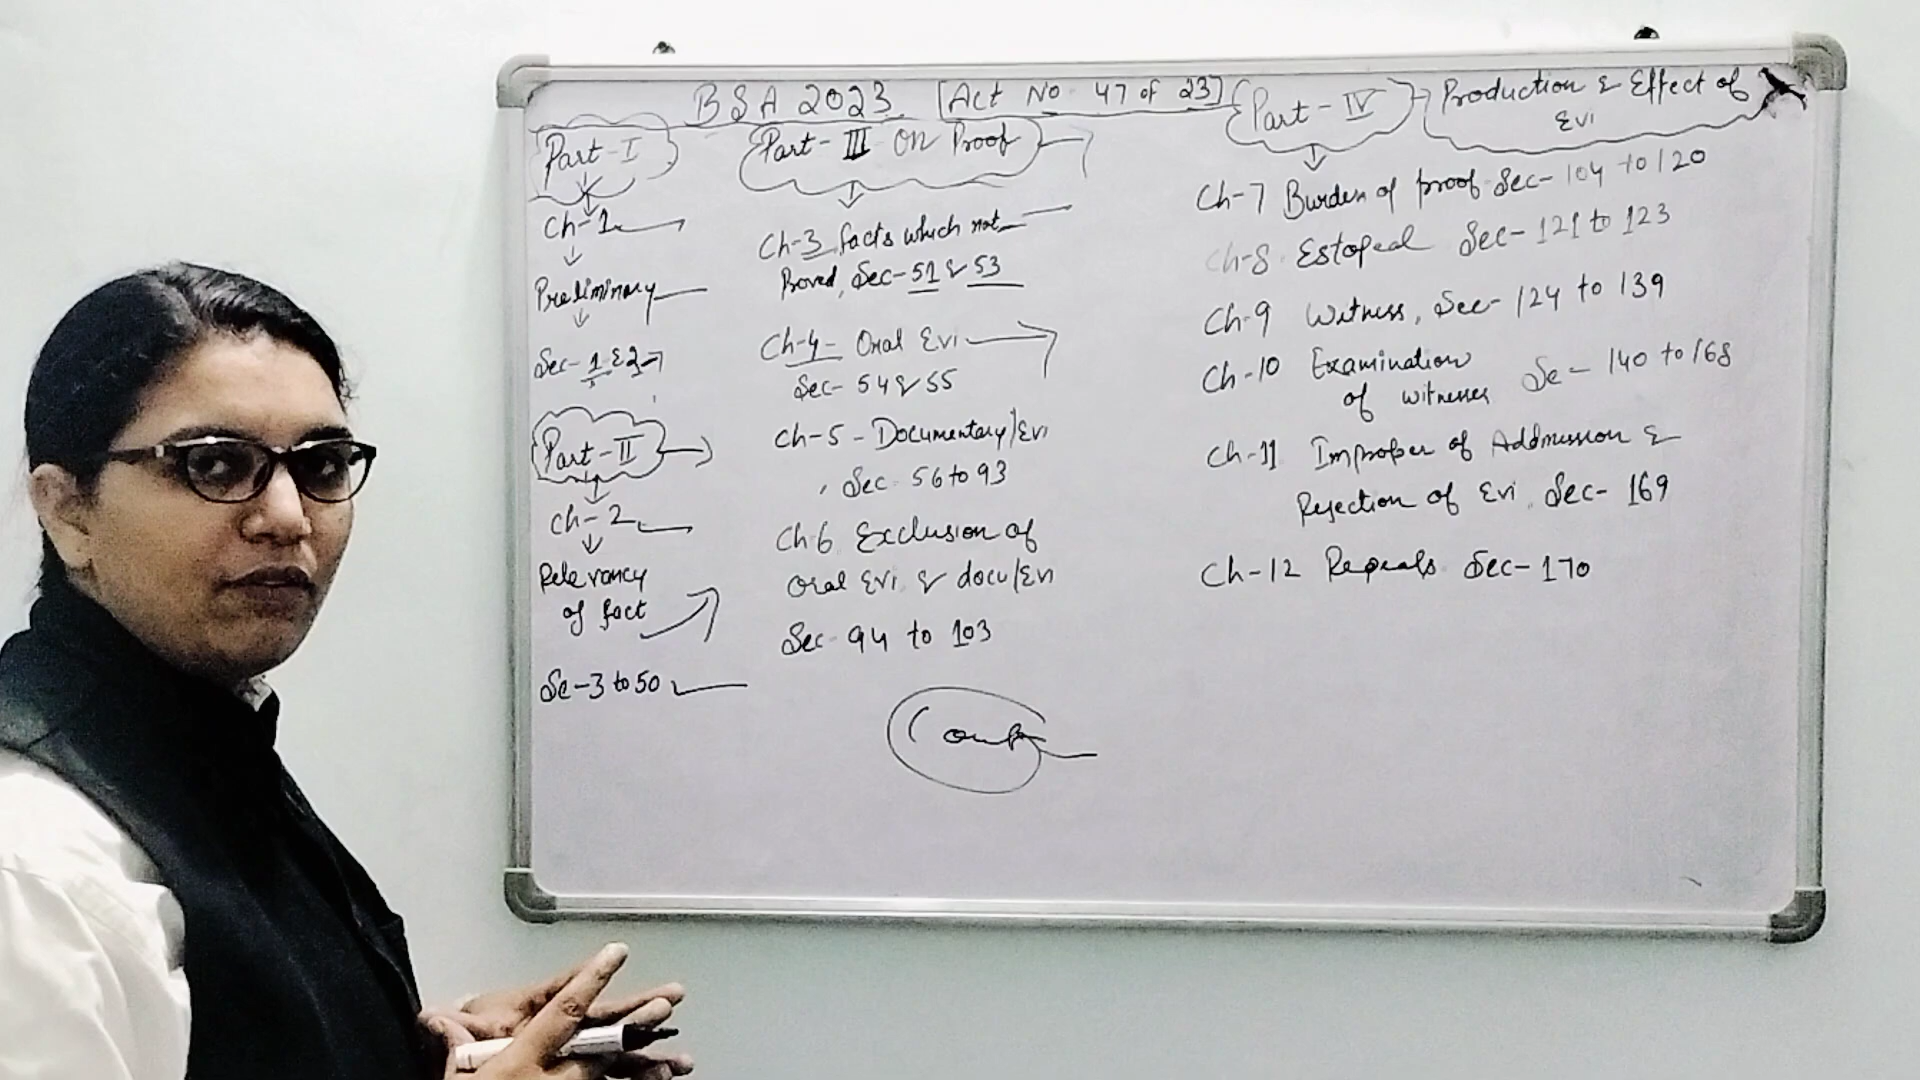 BSA 2023. [Act No. 47 of 23]
Part-I
Ch-1
Preliminary
Sec-1 & 2
Part-II
Ch-2
Relevancy
of fact
Se-3 to 50
Part-III On Proof
Ch-3 facts which not
Proved, Sec-51 & 53
Ch-4- Oral Evi
Sec- 54 & 55
Ch-5 - Documentary/Evi
, Sec 56 to 93
Ch-6 Exclusion of
Oral Evi. & docu/Evi
Sec- 94 to 103
Part-IV
Production & Effect of
Evi
Ch-7 Burden of proof Sec- 104 to 120
Ch-8 Estopeal Sec- 121 to 123
Ch-9 Witness, Sec- 124 to 139
Ch-10 Examination
of witnesses Se- 140 to 168
Ch-11 Improper of Addmission &
Rejection of Evi, Sec- 169
Ch-12 Repeals Sec-170